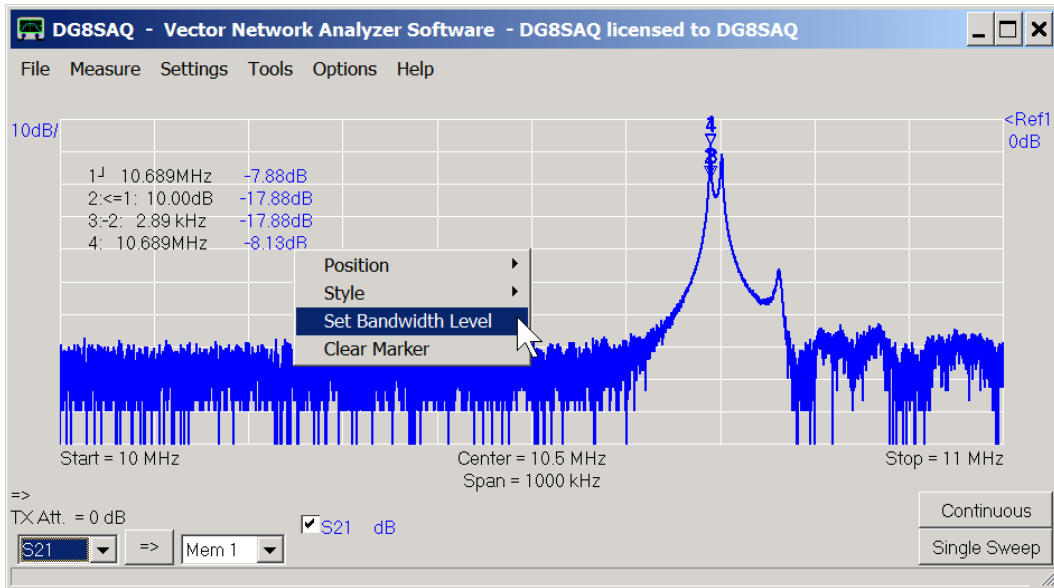 DG8SAQ - Vector Network Analyzer Software - DG8SAQ licensed to DG8SAQ
File Measure Settings Tools Options Help
10dB/
<Ref1
0dB
4
1┘ 10.689MHz -7.88dB
2:<=1: 10.00dB -17.88dB
3:-2: 2.89 kHz -17.88dB
4: 10.689MHz -8.13dB
Position
Style
Set Bandwidth Level
Clear Marker
Start = 10 MHz
Center = 10.5 MHz
Stop = 11 MHz
Span = 1000 kHz
=>
TX Att. = 0 dB
S21 dB
Continuous
S21 => Mem 1
Single Sweep